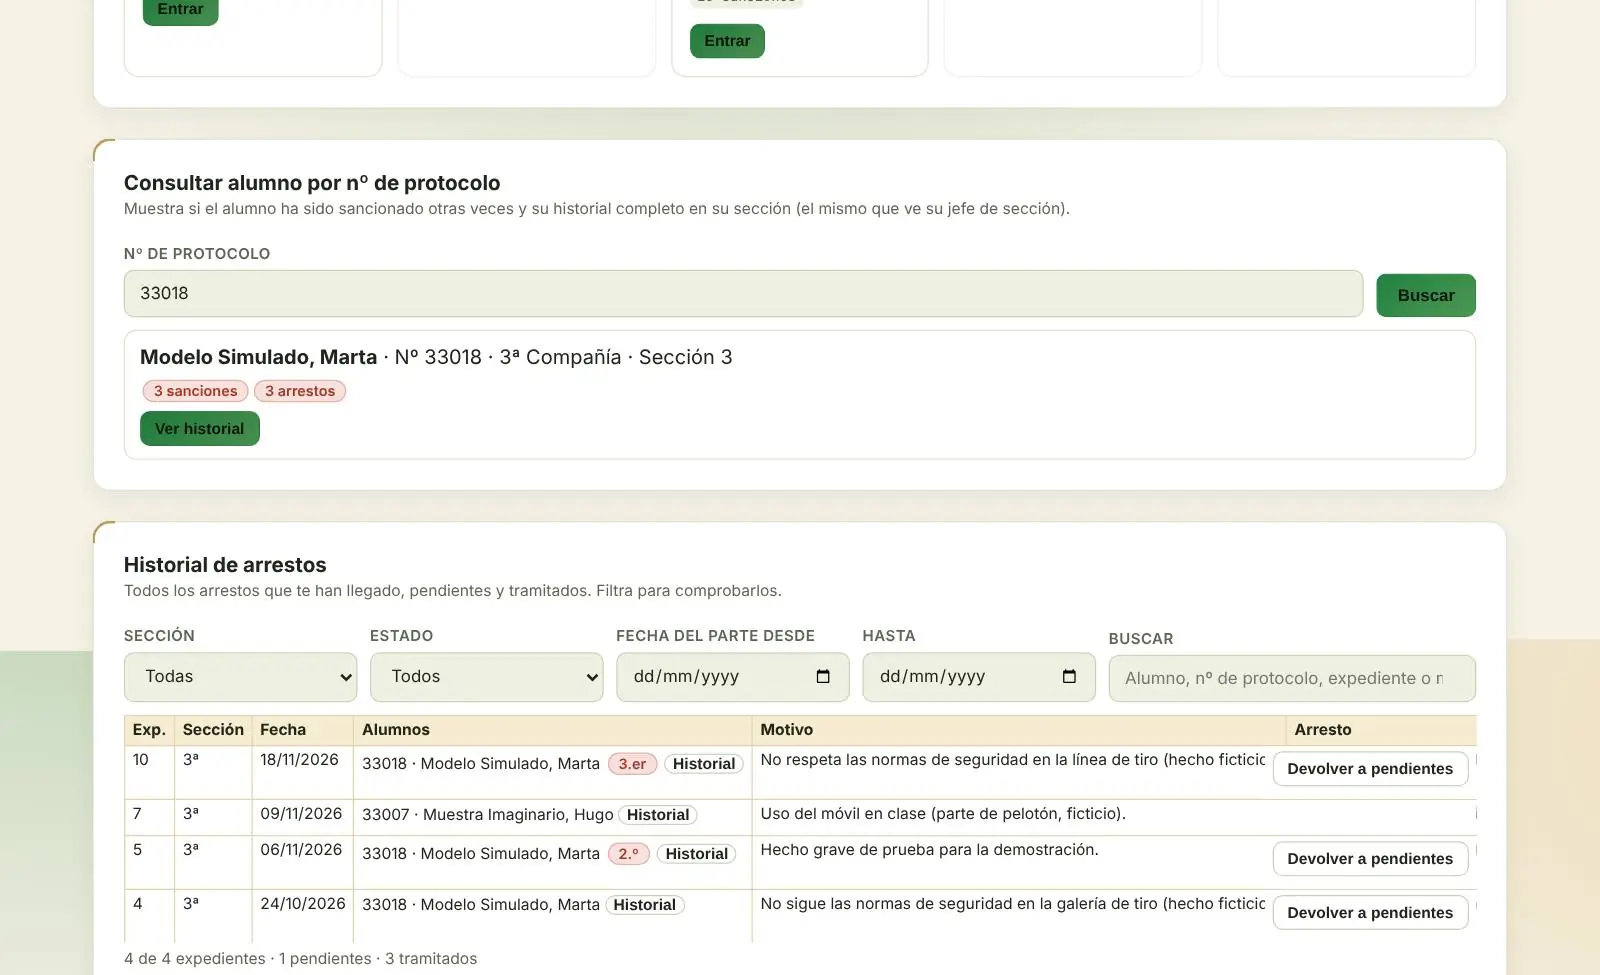 Entrar
Entrar
Consultar alumno por nº de protocolo
Muestra si el alumno ha sido sancionado otras veces y su historial completo en su sección (el mismo que ve su jefe de sección).
Nº DE PROTOCOLO
33018
Buscar
Modelo Simulado, Marta · Nº 33018 · 3ª Compañía · Sección 3
3 sanciones 3 arrestos
Ver historial
Historial de arrestos
Todos los arrestos que te han llegado, pendientes y tramitados. Filtra para comprobarlos.
SECCIÓN ESTADO FECHA DEL PARTE DESDE HASTA BUSCAR
Todas Todos dd/mm/yyyy dd/mm/yyyy Alumno, nº de protocolo, expediente o
Exp. Sección Fecha Alumnos Motivo Arresto
10 3ª 18/11/2026 33018 · Modelo Simulado, Marta 3.er Historial No respeta las normas de seguridad en la línea de tiro (hecho ficticio Devolver a pendientes
7 3ª 09/11/2026 33007 · Muestra Imaginario, Hugo Historial Uso del móvil en clase (parte de pelotón, ficticio).
5 3ª 06/11/2026 33018 · Modelo Simulado, Marta 2.º Historial Hecho grave de prueba para la demostración. Devolver a pendientes
4 3ª 24/10/2026 33018 · Modelo Simulado, Marta Historial No sigue las normas de seguridad en la galería de tiro (hecho ficticio Devolver a pendientes
4 de 4 expedientes · 1 pendientes · 3 tramitados